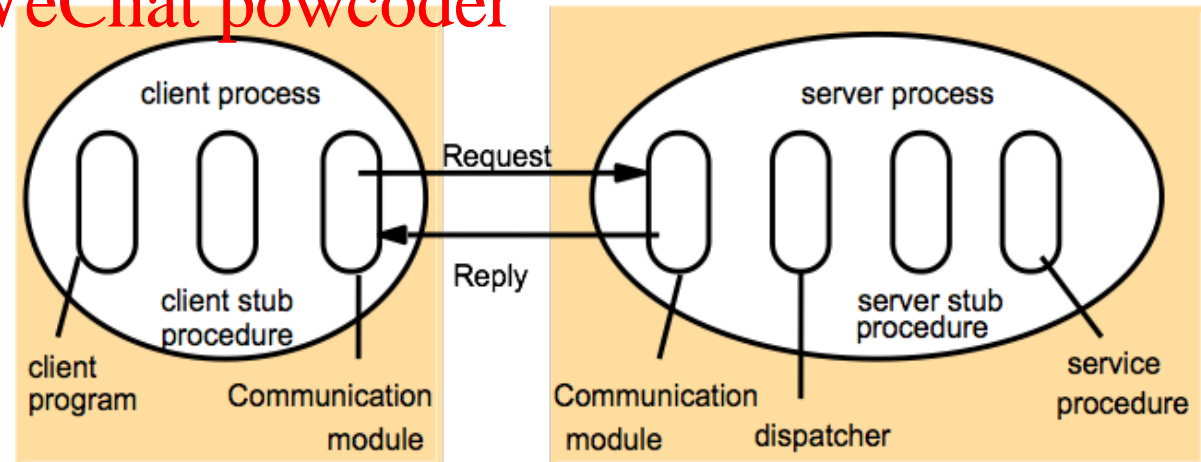 WeChat powcoder
client process
server process
Request
Reply
client stub
procedure
server stub
procedure
client
program
Communication
module
Communication
module
dispatcher
service
procedure